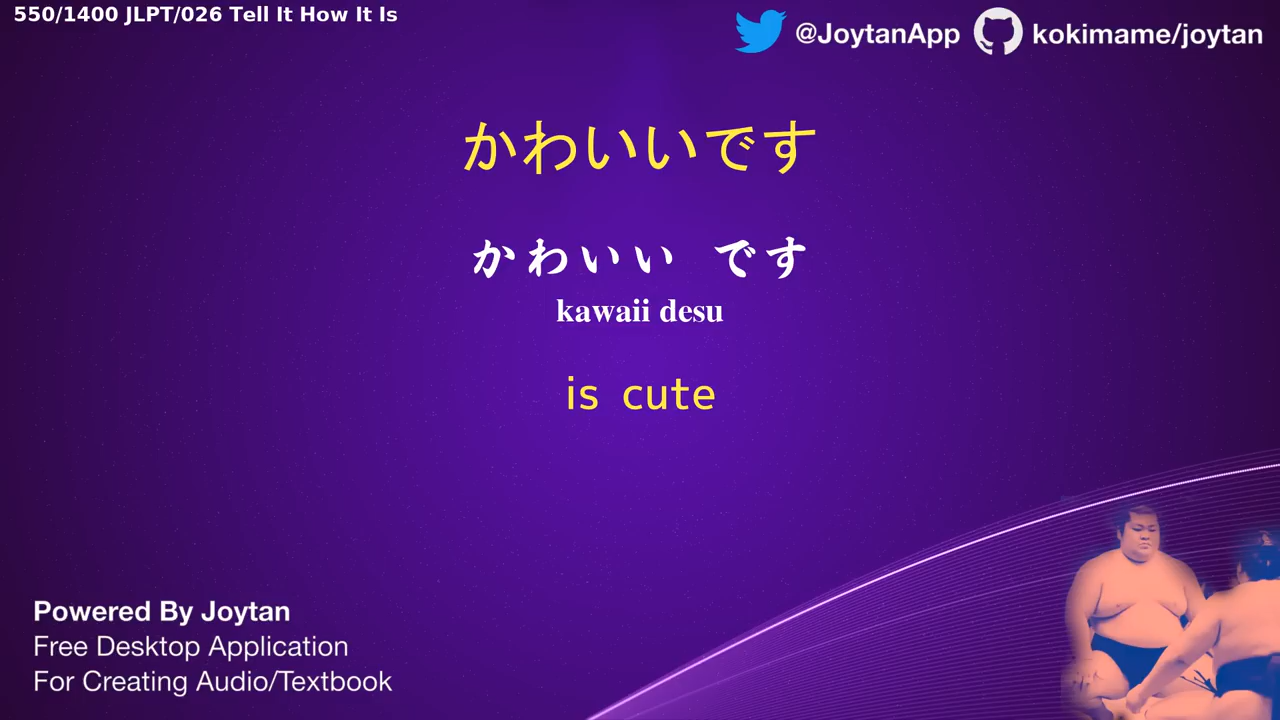 550/1400 JLPT/026 Tell It How It Is
@JoytanApp kokimame/joytan
かわいいです
かわいい です
kawaii desu
is cute
Powered By Joytan
Free Desktop Application
For Creating Audio/Textbook